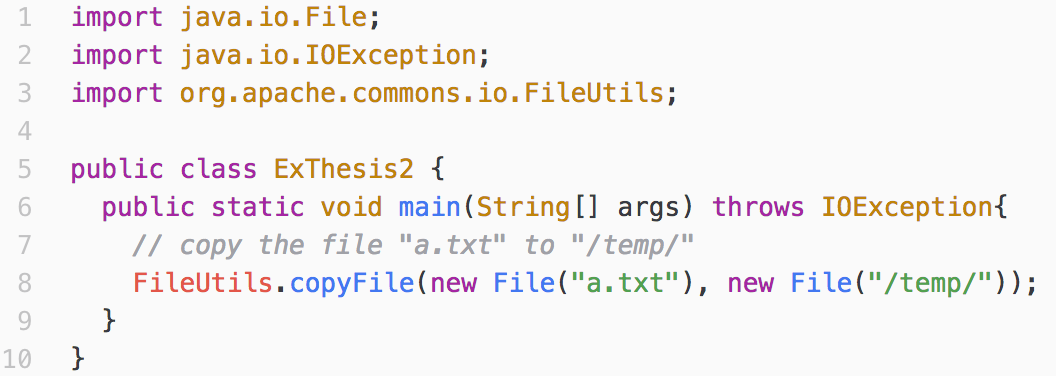 1 import java.io.File;
2 import java.io.IOException;
3 import org.apache.commons.io.FileUtils;
4
5 public class ExThesis2 {
6   public static void main(String[] args) throws IOException{
7     // copy the file "a.txt" to "/temp/"
8     FileUtils.copyFile(new File("a.txt"), new File("/temp/"));
9   }
10 }